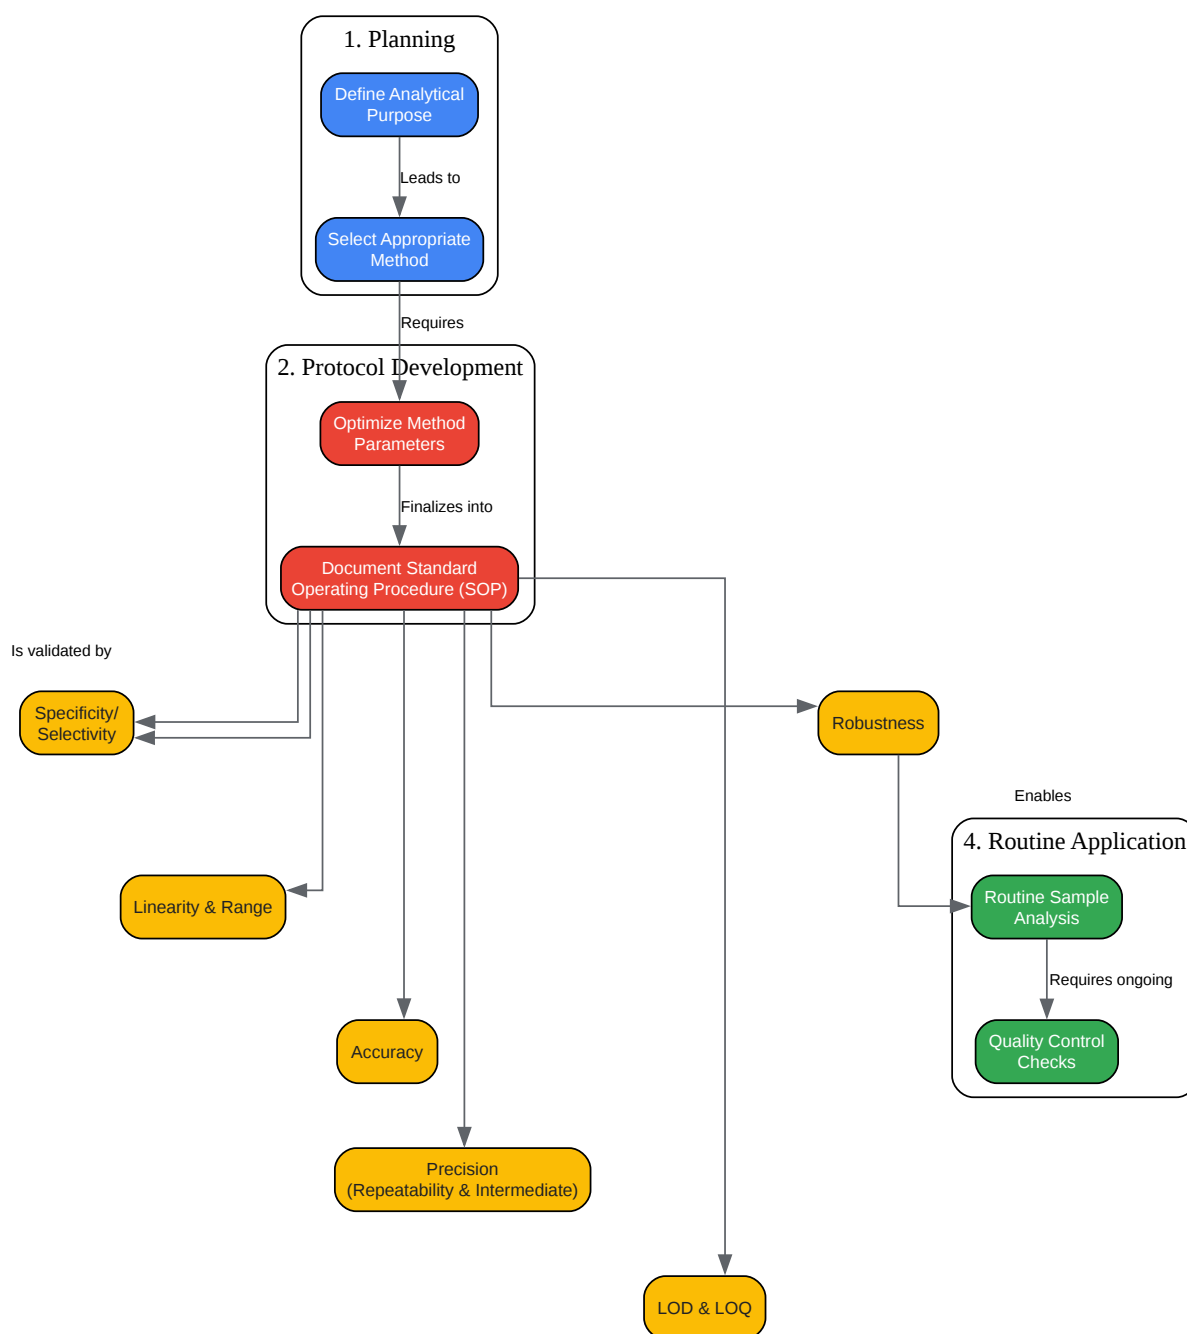 1. Planning
Define Analytical
Purpose
Leads to
Select Appropriate
Method
Requires
2. Protocol Development
Optimize Method
Parameters
Finalizes into
Document Standard
Operating Procedure (SOP)
Is validated by
Specificity/
Selectivity
Robustness
Enables
4. Routine Application
Linearity & Range
Routine Sample
Analysis
Requires ongoing
Accuracy
Quality Control
Checks
Precision
(Repeatability & Intermediate)
LOD & LOQ